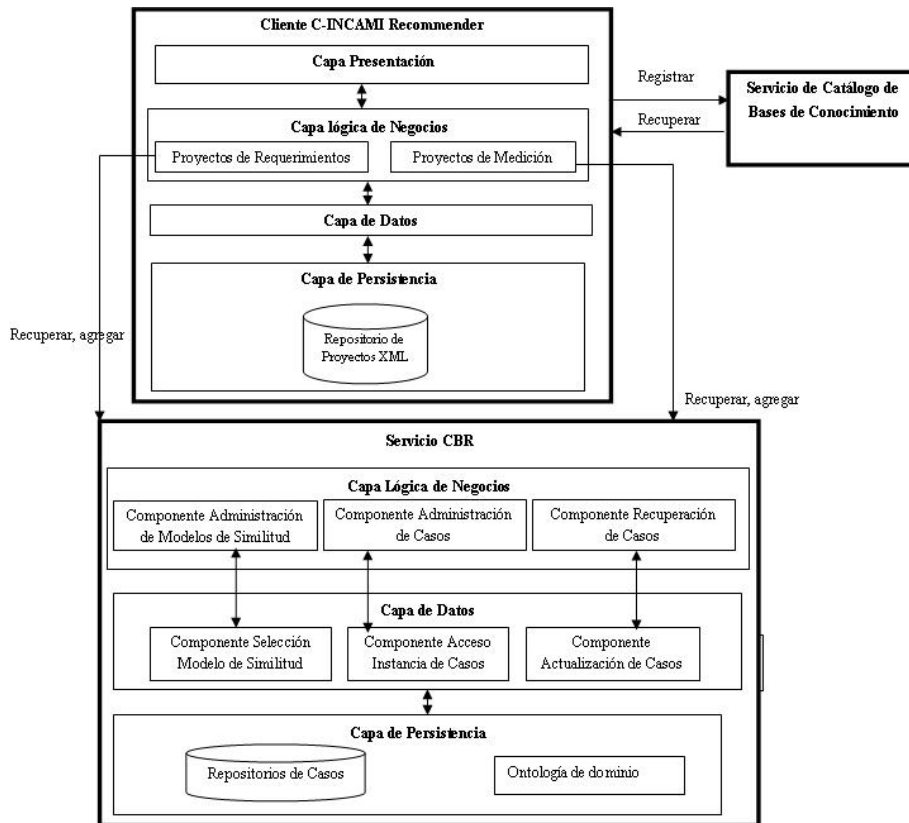 Cliente C-INCAMI Recommender
Capa Presentación
Capa lógica de Negocios
Proyectos de Requerimientos
Proyectos de Medición
Capa de Datos
Capa de Persistencia
Repositorio de
Proyectos XML
Registrar
Recuperar
Servicio de Catálogo de
Bases de Conocimiento
Recuperar, agregar
Recuperar, agregar
Servicio CBR
Capa Lógica de Negocios
Componente Administración
de Modelos de Similitud
Componente Administración
de Casos
Componente Recuperación
de Casos
Capa de Datos
Componente Selección
Modelo de Similitud
Componente Acceso
Instancia de Casos
Componente
Actualización de Casos
Capa de Persistencia
Repositorios de Casos
Ontología de dominio